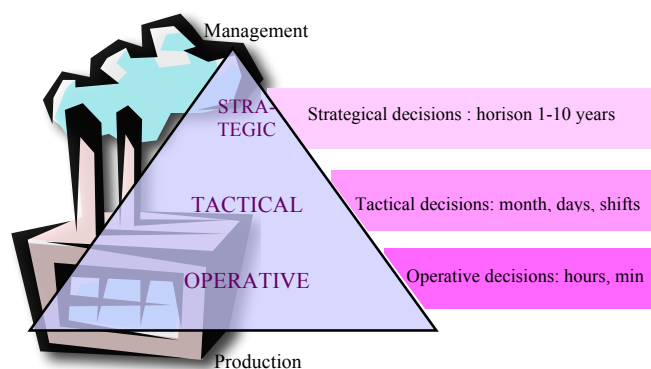 Management
STRA-
TEGIC
Strategical decisions : horison 1-10 years
TACTICAL
Tactical decisions: month, days, shifts
OPERATIVE
Operative decisions: hours, min
Production